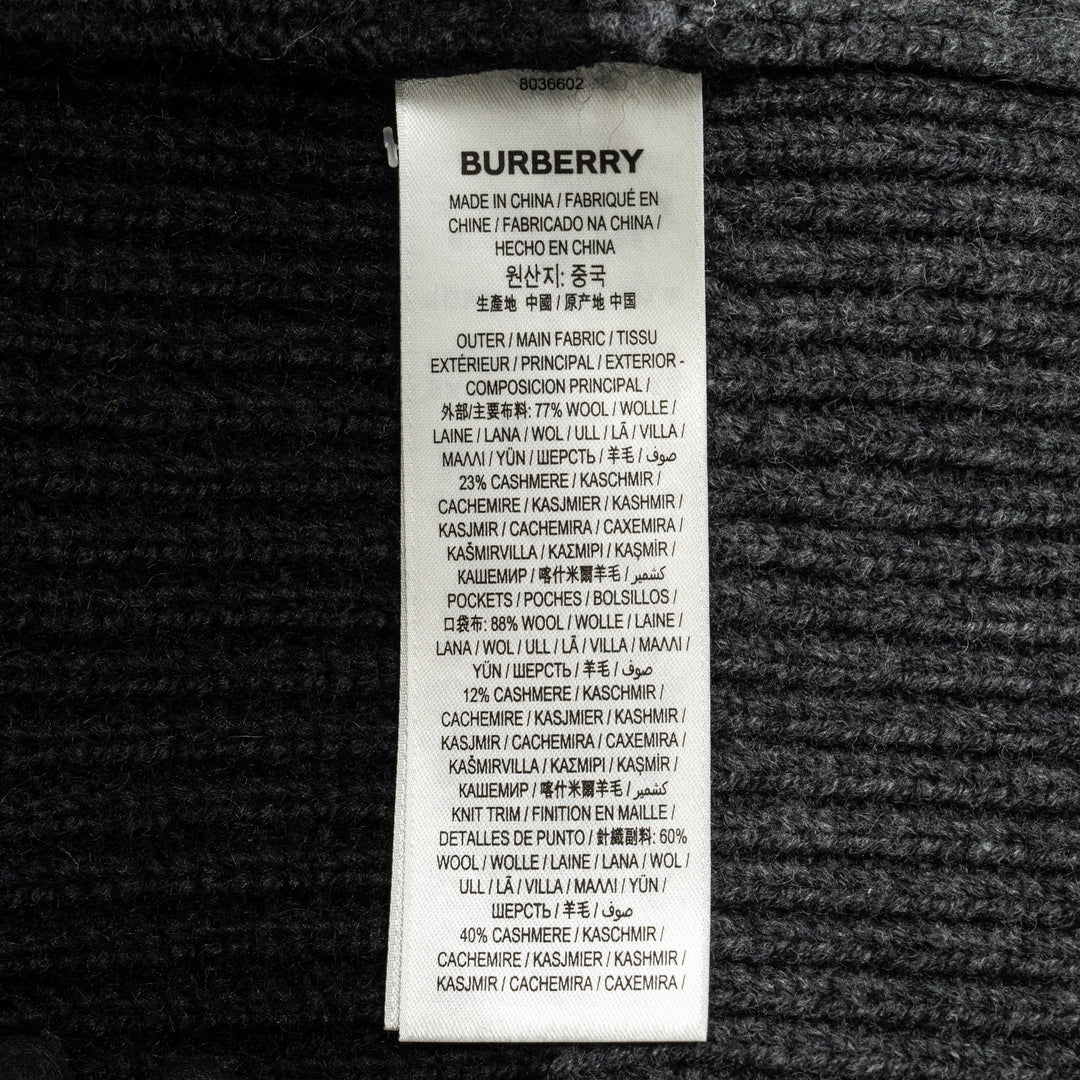 8036602
BURBERRY
MADE IN CHINA / FABRIQUÉ EN
CHINE / FABRICADO NA CHINA /
HECHO EN CHINA
원산지: 중국
生產地 中國 / 原产地 中国
OUTER / MAIN FABRIC / TISSU
EXTÉRIEUR / PRINCIPAL / EXTERIOR -
COMPOSICION PRINCIPAL /
外部/主要布料: 77% WOOL / WOLLE /
LAINE / LANA / WOL / ULL / LÃ / VILLA /
ΜΑΛΛΙ / YÜN / ШЕРСТЬ / 羊毛 / صوف
23% CASHMERE / KASCHMIR /
CACHEMIRE / KASJMIER / KASHMIR /
KASJMIR / CACHEMIRA / CAXEMIRA /
KAŠMIRVILLA / ΚΑΣΜΙΡΙ / KAŞMİR /
КАШЕМИР / 喀什米爾羊毛 / كشمير
POCKETS / POCHES / BOLSILLOS /
口袋布: 88% WOOL / WOLLE / LAINE /
LANA / WOL / ULL / LÃ / VILLA / ΜΑΛΛΙ /
YÜN / ШЕРСТЬ / 羊毛 / صوف
12% CASHMERE / KASCHMIR /
CACHEMIRE / KASJMIER / KASHMIR /
KASJMIR / CACHEMIRA / CAXEMIRA /
KAŠMIRVILLA / ΚΑΣΜΙΡΙ / KAŞMİR /
КАШЕМИР / 喀什米爾羊毛 / كشمير
KNIT TRIM / FINITION EN MAILLE /
DETALLES DE PUNTO / 針織副料: 60%
WOOL / WOLLE / LAINE / LANA / WOL /
ULL / LÃ / VILLA / ΜΑΛΛΙ / YÜN /
ШЕРСТЬ / 羊毛 / صوف
40% CASHMERE / KASCHMIR /
CACHEMIRE / KASJMIER / KASHMIR /
KASJMIR / CACHEMIRA / CAXEMIRA /